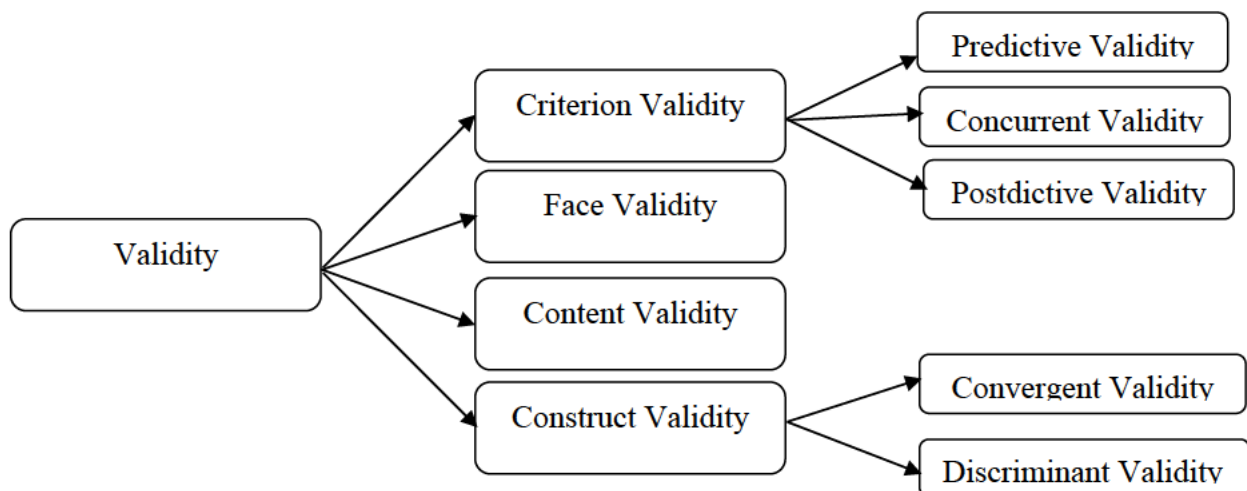 Validity
Criterion Validity
Face Validity
Content Validity
Construct Validity
Predictive Validity
Concurrent Validity
Postdictive Validity
Convergent Validity
Discriminant Validity